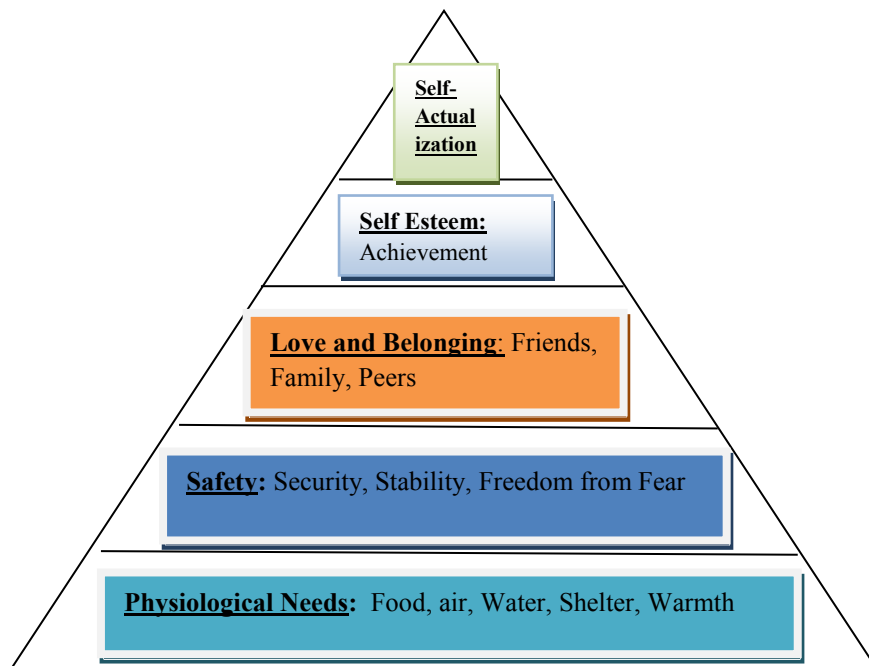 Self-
Actual
ization
Self Esteem:
Achievement
Love and Belonging: Friends,
Family, Peers
Safety: Security, Stability, Freedom from Fear
Physiological Needs: Food, air, Water, Shelter, Warmth